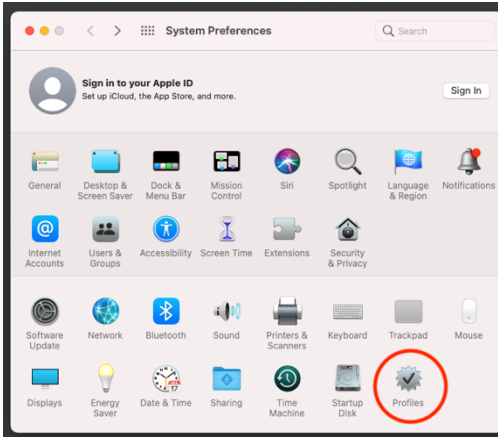 System Preferences
Search
Sign in to your Apple ID
Set up iCloud, the App Store, and more.
Sign In
General
Desktop &
Screen Saver
Dock &
Menu Bar
Mission
Control
Siri
Spotlight
Language
& Region
Notifications
Internet
Accounts
Users &
Groups
Accessibility
Screen Time
Extensions
Security
& Privacy
Software
Update
Network
Bluetooth
Sound
Printers &
Scanners
Keyboard
Trackpad
Mouse
Displays
Energy
Saver
17
Date & Time
Sharing
Time
Machine
Startup
Disk
Profiles